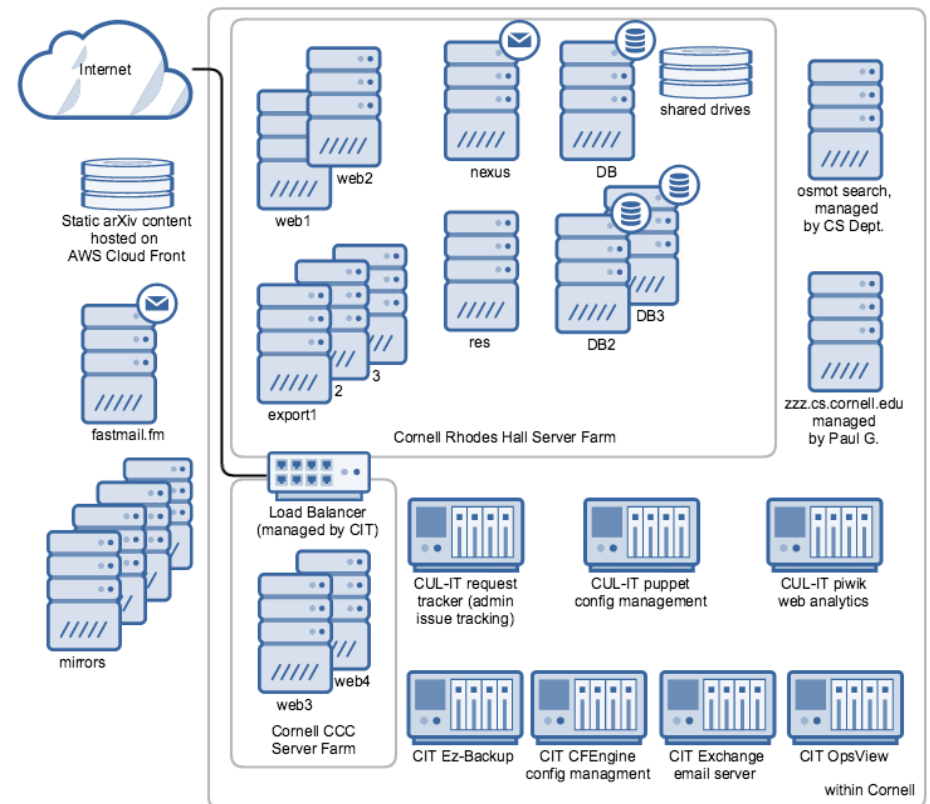 Internet
Static arXiv content
hosted on
AWS Cloud Front
fastmail.fm
mirrors
web2
web1
nexus
DB
shared drives
res
DB3
DB2
3
2
export1
Cornell Rhodes Hall Server Farm
osmot search,
managed
by CS Dept.
zzz.cs.cornell.edu
managed
by Paul G.
Load Balancer
(managed by CIT)
web4
web3
Cornell CCC
Server Farm
CUL-IT request
tracker (admin
issue tracking)
CUL-IT puppet
config management
CUL-IT piwik
web analytics
CIT Ez-Backup
CIT CFEngine
config managment
CIT Exchange
email server
CIT OpsView
within Cornell